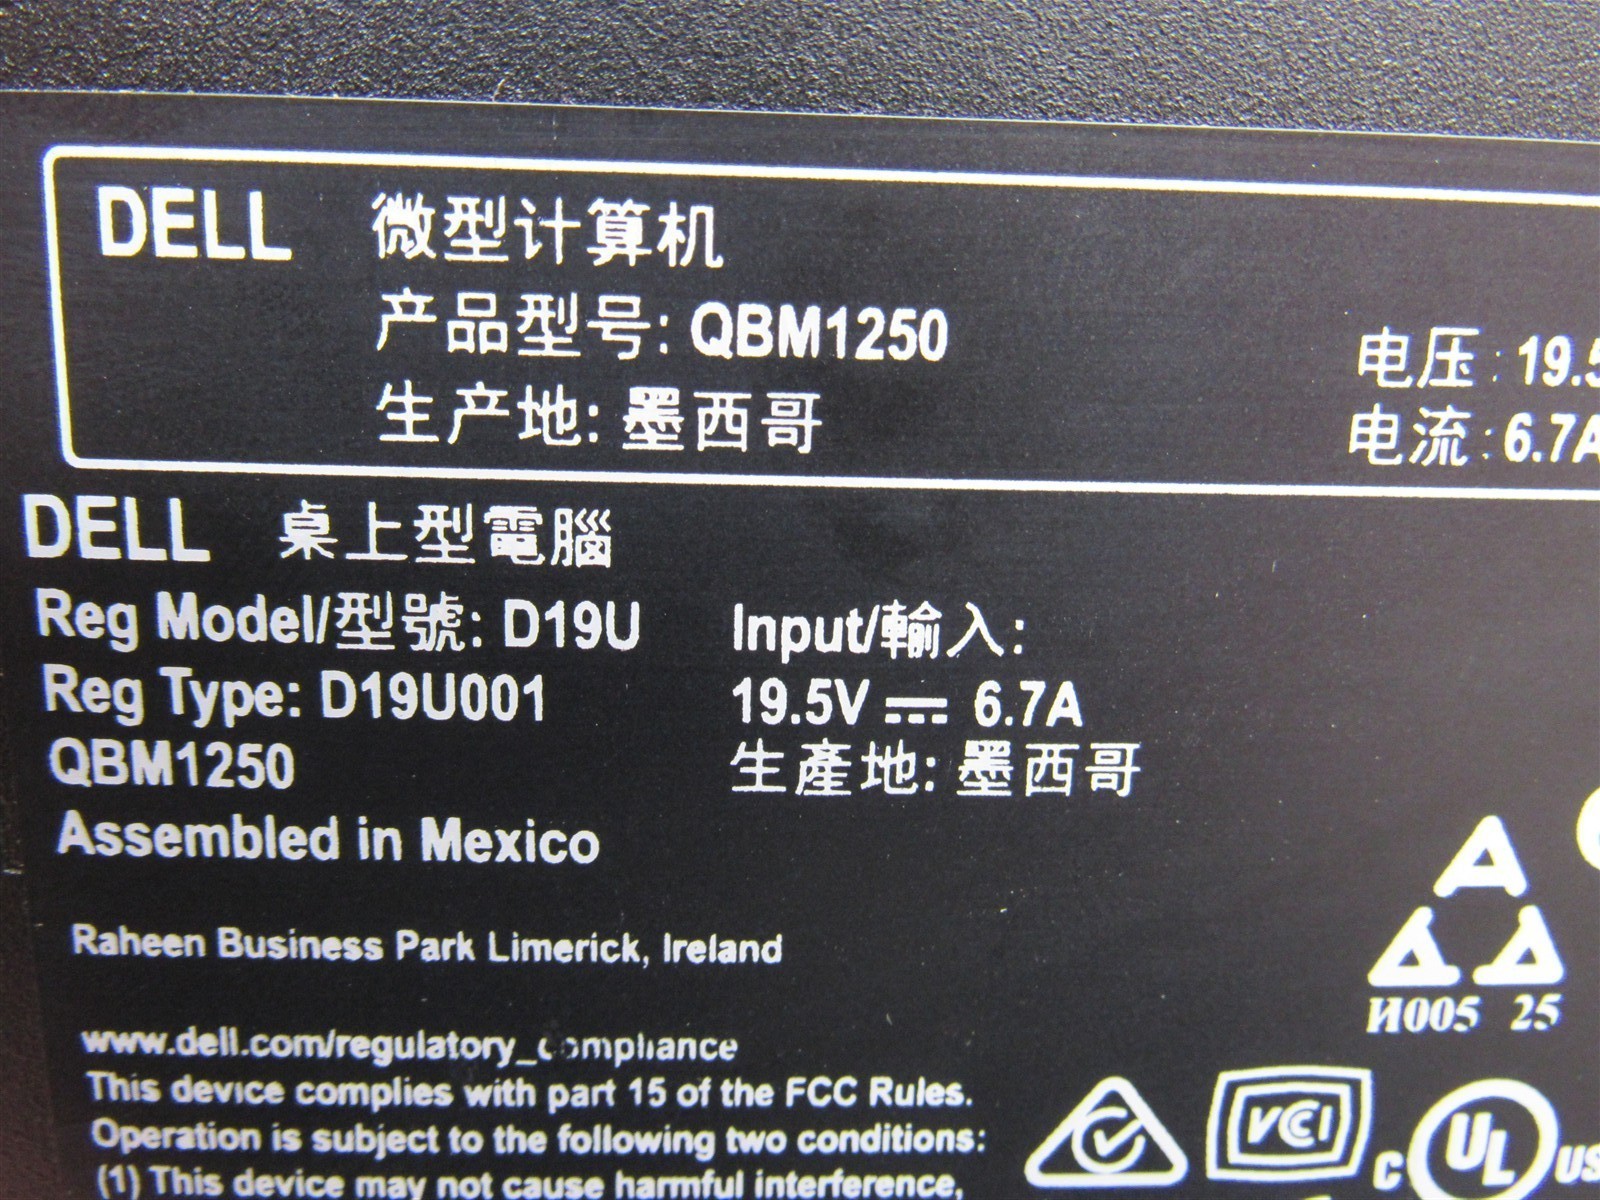 DELL 微型计算机
产品型号: QBM1250
生产地: 墨西哥
电压: 19.5
电流: 6.7A
DELL 桌上型電腦
Reg Model/型號: D19U
Reg Type: D19U001
QBM1250
Assembled in Mexico
Input/輸入:
19.5V ⎓ 6.7A
生產地: 墨西哥
Raheen Business Park Limerick, Ireland
www.dell.com/regulatory_compliance
This device complies with part 15 of the FCC Rules.
Operation is subject to the following two conditions:
(1) This device may not cause harmful interference,
И005 25
VCCI
c UL us